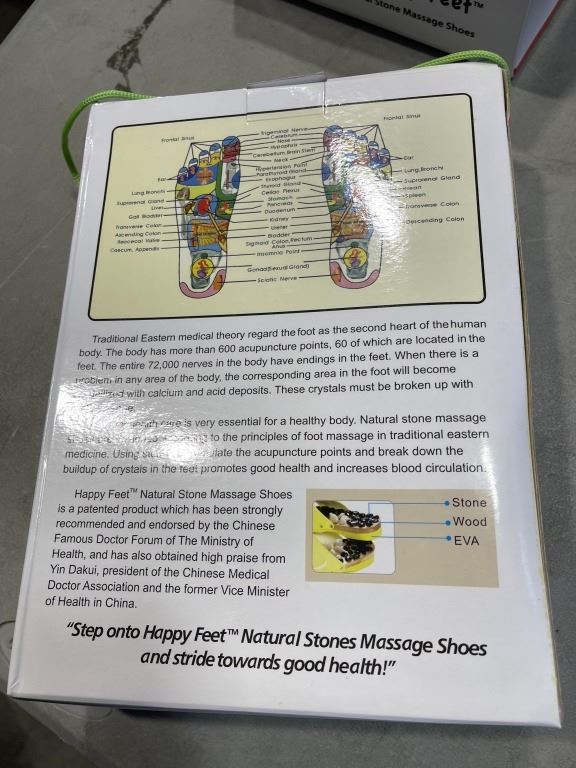 eet™
Stone Massage Shoes
Frontal Sinus
Frontal Sinus
Trigeminal Nerve
Cerebrum
Nose
Hypophsis
Cerebellum,Brain Stem
Neck
Hypertension Point
Parathyroid Gland
Esophagus
Thyroid Gland
Celiac Plexus
Stomach
Pancreas
Duodenum
Kidney
Ureter
Bladder
Sigmoid Colon,Rectum
Anus
Insomnia Point
Gonad(Sexual Gland)
Sciatic Nerve
Ear
Lung,Bronchi
Suprarenal Gland
Liver
Gall Bladder
Transverse Colon
Ascending Colon
Ileocecal Valve
Caecum, Appendix
Ear
Lung,Bronchi
Suprarenal Gland
Heart
Spleen
Transverse Colon
Descending Colon
Traditional Eastern medical theory regard the foot as the second heart of the human
body. The body has more than 600 acupuncture points, 60 of which are located in the
feet. The entire 72,000 nerves in the body have endings in the feet. When there is a
problem in any area of the body, the corresponding area in the foot will become
with calcium and acid deposits. These crystals must be broken up with
care is very essential for a healthy body. Natural stone massage
to the principles of foot massage in traditional eastern
medicine. Using the acupuncture points and break down the
buildup of crystals in the feet promotes good health and increases blood circulation.
Happy Feet™ Natural Stone Massage Shoes
is a patented product which has been strongly
recommended and endorsed by the Chinese
Famous Doctor Forum of The Ministry of
Health, and has also obtained high praise from
Yin Dakui, president of the Chinese Medical
Doctor Association and the former Vice Minister
of Health in China.
Stone
Wood
EVA
"Step onto Happy Feet™ Natural Stones Massage Shoes
and stride towards good health!"